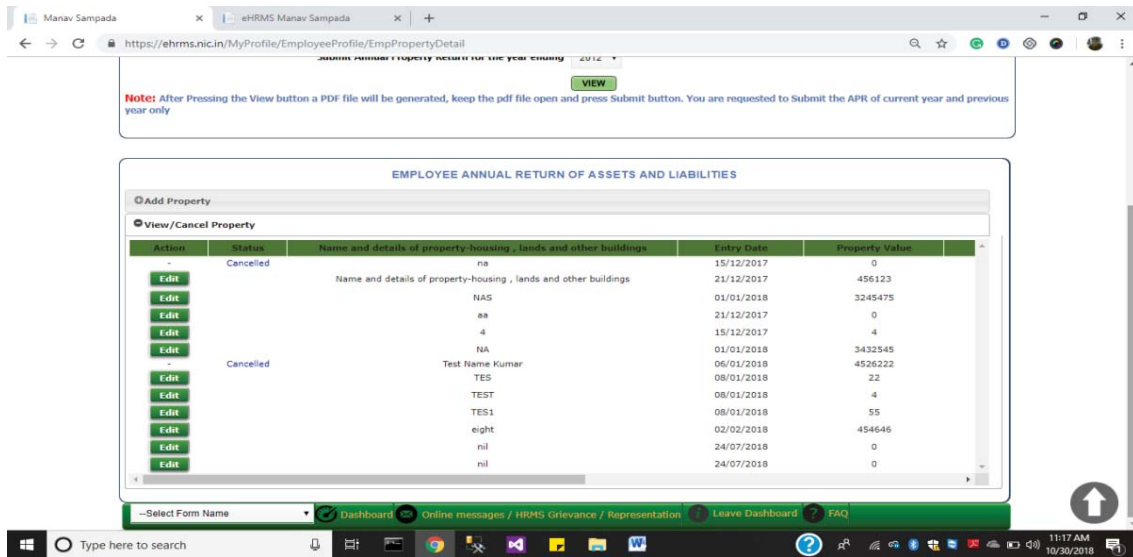 Manav Sampada
eHRMS Manav Sampada
https://ehrms.nic.in/MyProfile/EmployeeProfile/EmpPropertyDetail
Submit Annual Property Return for the year ending 2012
VIEW
Note: After Pressing the View button a PDF file will be generated, keep the pdf file open and press Submit button. You are requested to Submit the APR of current year and previous
year only
EMPLOYEE ANNUAL RETURN OF ASSETS AND LIABILITIES
Add Property
View/Cancel Property
Action Status Name and details of property-housing , lands and other buildings Entry Date Property Value
- Cancelled na 15/12/2017 0
Edit Name and details of property-housing , lands and other buildings 21/12/2017 456123
Edit NAS 01/01/2018 3245475
Edit aa 21/12/2017 0
Edit 4 15/12/2017 4
Edit NA 01/01/2018 3432545
- Cancelled Test Name Kumar 06/01/2018 4526222
Edit TES 08/01/2018 22
Edit TEST 08/01/2018 4
Edit TES1 08/01/2018 55
Edit eight 02/02/2018 454646
Edit nil 24/07/2018 0
Edit nil 24/07/2018 0
--Select Form Name Dashboard Online messages / HRMS Grievance / Representation Leave Dashboard FAQ
Type here to search
11:17 AM
10/30/2018